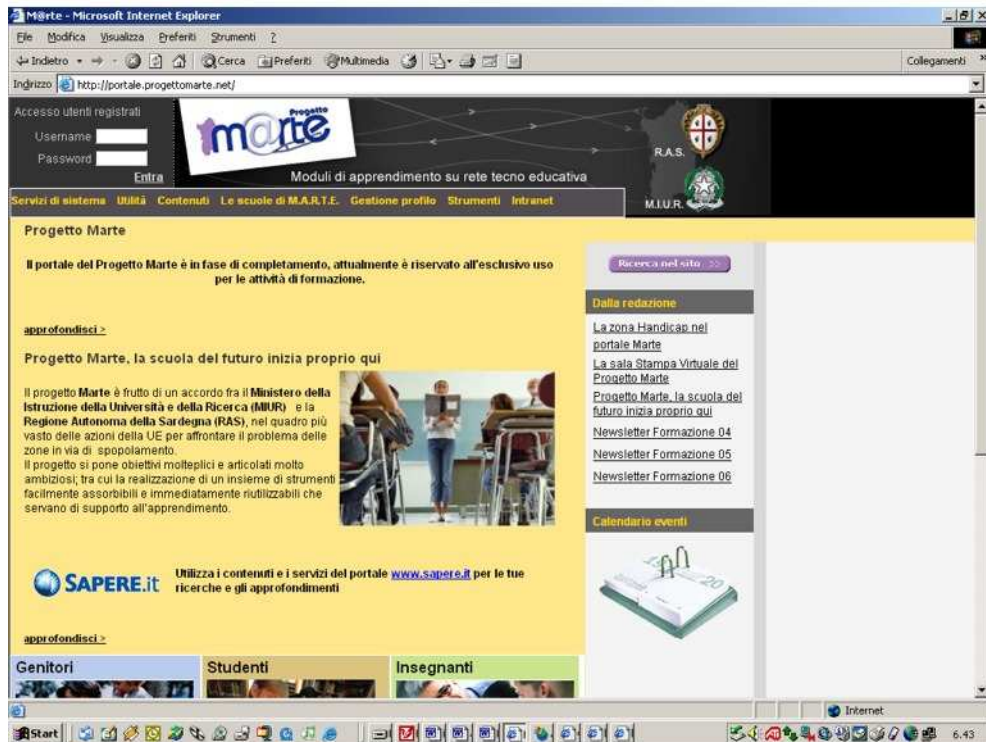 M@rte - Microsoft Internet Explorer
File Modifica Visualizza Preferiti Strumenti ?
Indietro Cerca Preferiti Multimedia Collegamenti
Indirizzo http://portale.progettomarte.net/
Accesso utenti registrati
Username
Password
Entra
Progetto
m@rte
Moduli di apprendimento su rete tecno educativa
R.A.S.
M.I.U.R.
Servizi di sistema Utilità Contenuti Le scuole di M.A.R.T.E. Gestione profilo Strumenti Intranet
Progetto Marte
Il portale del Progetto Marte è in fase di completamento, attualmente è riservato all'esclusivo uso
per le attività di formazione.
approfondisci >
Progetto Marte, la scuola del futuro inizia proprio qui
Il progetto Marte è frutto di un accordo fra il Ministero della
Istruzione della Università e della Ricerca (MIUR) e la
Regione Autonoma della Sardegna (RAS), nel quadro più
vasto delle azioni della UE per affrontare il problema delle
zone in via di spopolamento.
Il progetto si pone obiettivi molteplici e articolati molto
ambiziosi; tra cui la realizzazione di un insieme di strumenti
facilmente assorbibili e immediatamente riutilizzabili che
servano di supporto all'apprendimento.
SAPERE.it
Utilizza i contenuti e i servizi del portale www.sapere.it per le tue
ricerche e gli approfondimenti
approfondisci >
Genitori Studenti Insegnanti
Ricerca nel sito >>
Dalla redazione
La zona Handicap nel
portale Marte
La sala Stampa Virtuale del
Progetto Marte
Progetto Marte, la scuola del
futuro inizia proprio qui
Newsletter Formazione 04
Newsletter Formazione 05
Newsletter Formazione 06
Calendario eventi
20
Internet
Start 6.43